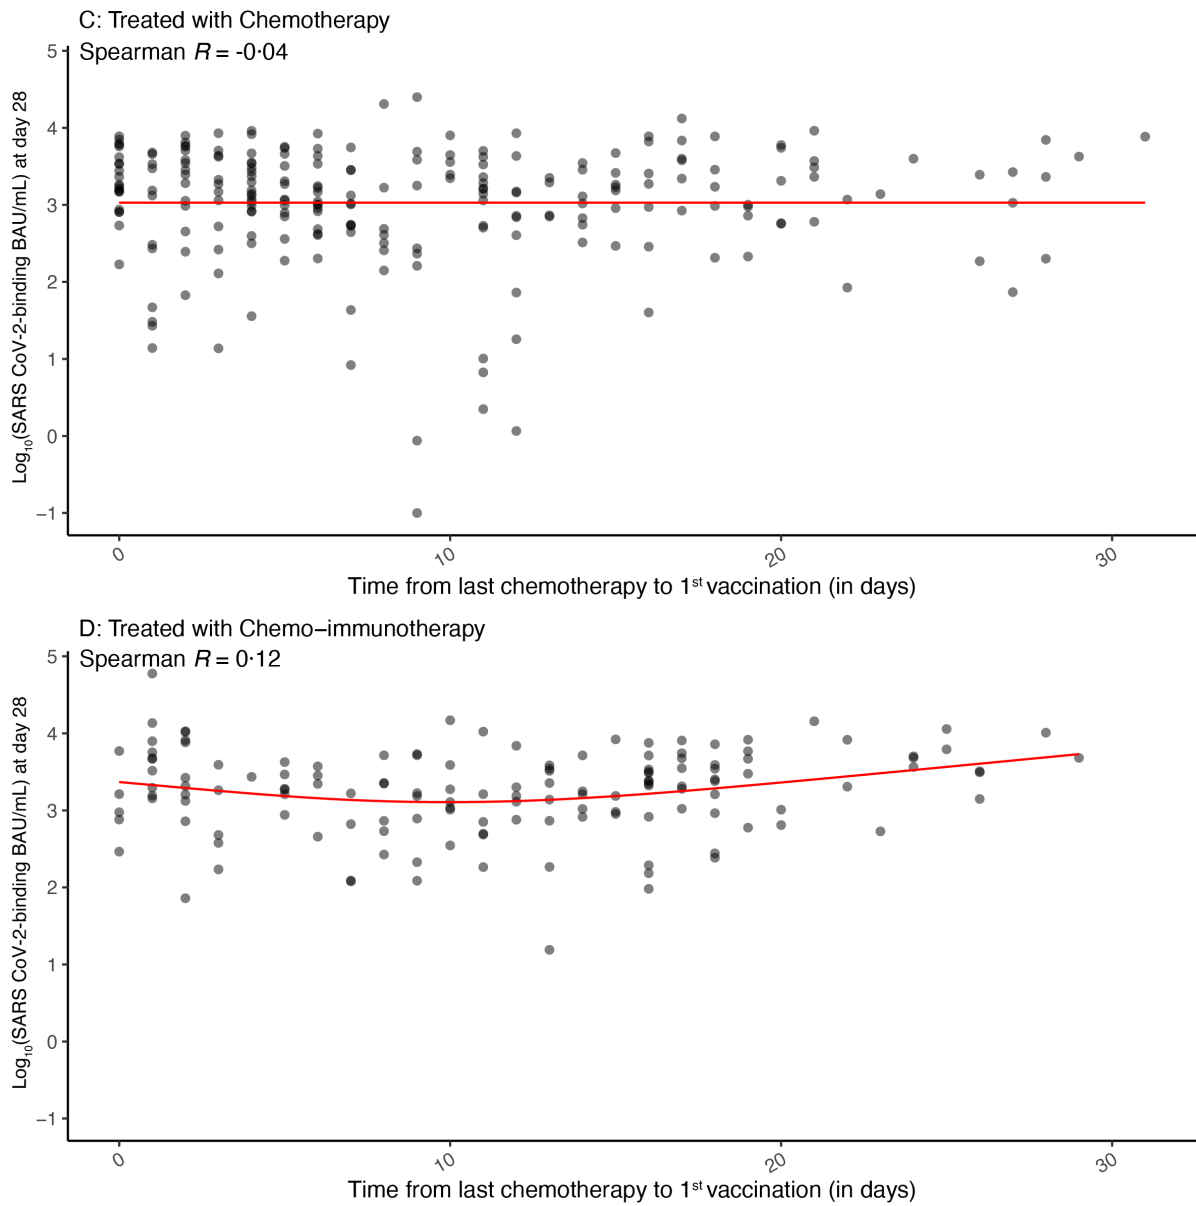 C: Treated with Chemotherapy
Spearman R = -0·04
5
4
3
2
1
0
−1
Log10(SARS CoV-2-binding BAU/mL) at day 28
0 10 20 30
Time from last chemotherapy to 1st vaccination (in days)
D: Treated with Chemo−immunotherapy
Spearman R = 0·12
5
4
3
2
1
0
−1
Log10(SARS CoV-2-binding BAU/mL) at day 28
0 10 20 30
Time from last chemotherapy to 1st vaccination (in days)